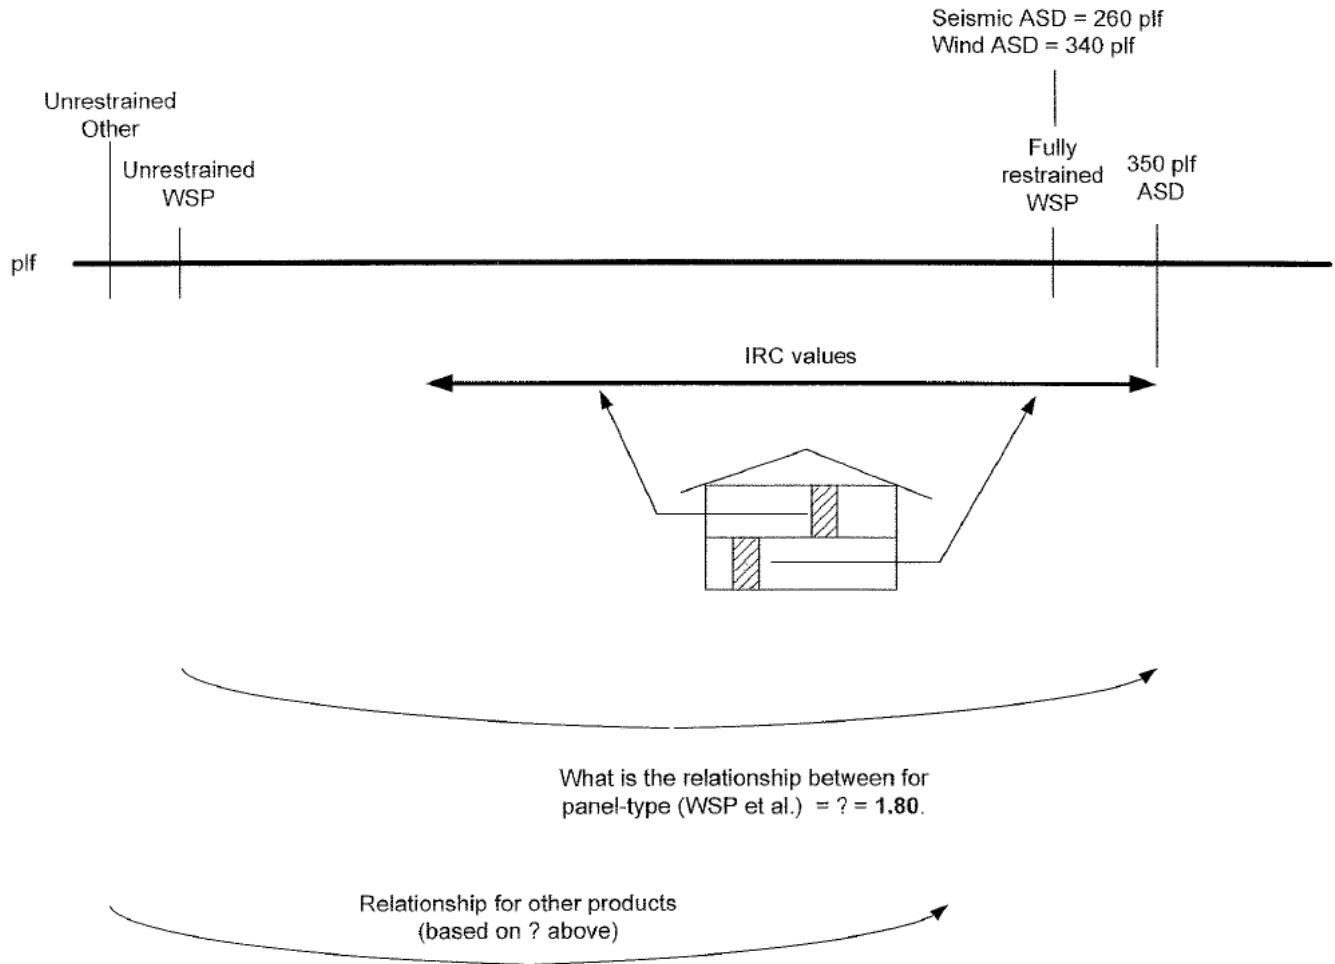 Seismic ASD = 260 plf
Wind ASD = 340 plf
Unrestrained
Other
Unrestrained
WSP
Fully
restrained
WSP
350 plf
ASD
plf
IRC values
What is the relationship between for
panel-type (WSP et al.) = ? = 1.80.
Relationship for other products
(based on ? above)